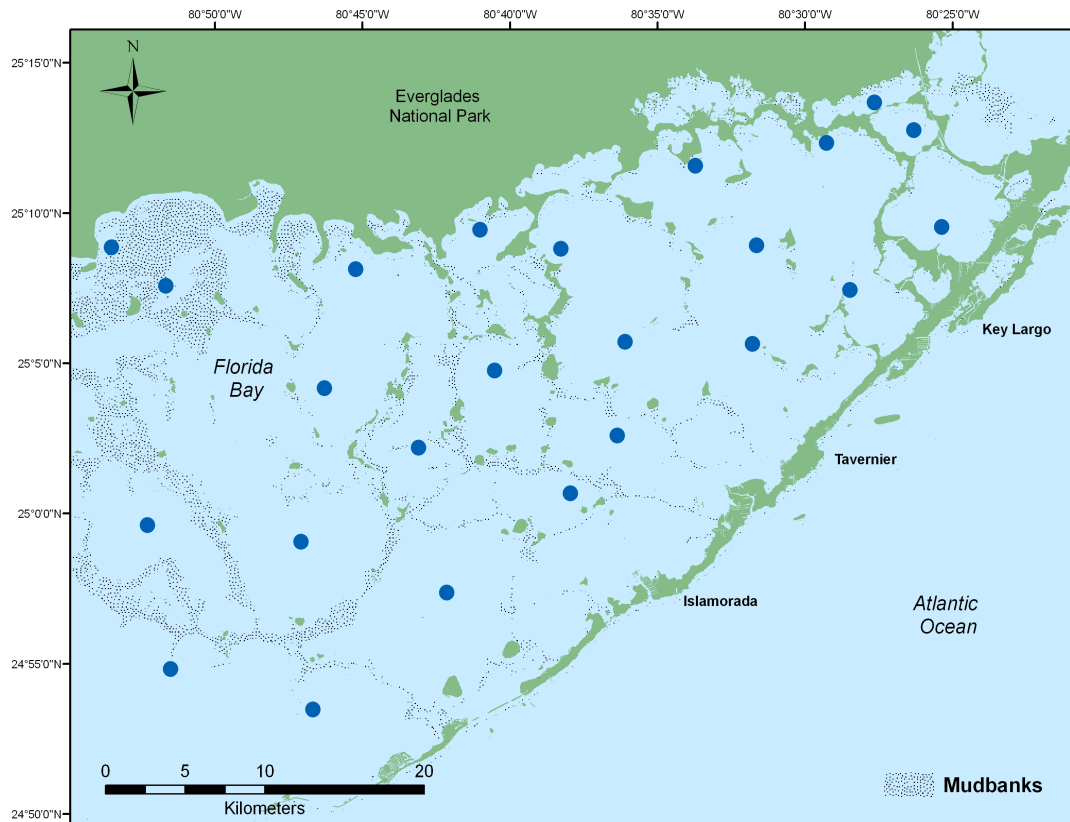 80°50'0"W
80°45'0"W
80°40'0"W
80°35'0"W
80°30'0"W
80°25'0"W
N
25°15'0"N
Everglades
National Park
25°10'0"N
Key Largo
25°5'0"N
Florida
Bay
Tavernier
25°0'0"N
Islamorada
Atlantic
Ocean
24°55'0"N
0 5 10 20
Kilometers
Mudbanks
24°50'0"N